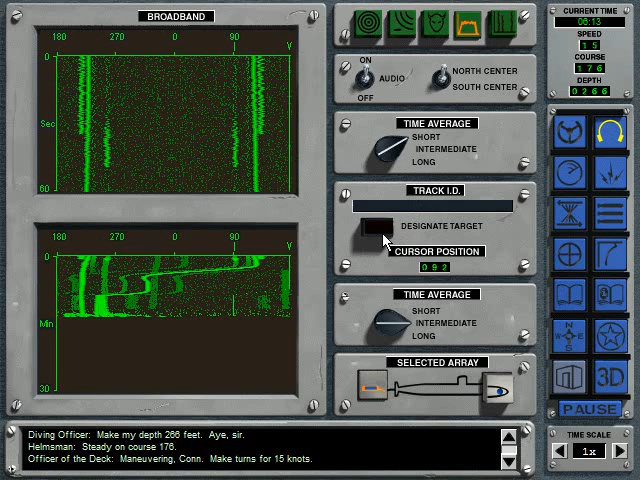 BROADBAND
180 270 0 90 V
0
Sec
60
180 270 0 90 V
0
Min
30
ON
AUDIO
OFF
NORTH CENTER
SOUTH CENTER
TIME AVERAGE
SHORT
INTERMEDIATE
LONG
TRACK I.D.
DESIGNATE TARGET
CURSOR POSITION
092
TIME AVERAGE
SHORT
INTERMEDIATE
LONG
SELECTED ARRAY
CURRENT TIME
06:13
SPEED
15
COURSE
176
DEPTH
0266
N
W E
S
3D
PAUSE
TIME SCALE
1x
Diving Officer: Make my depth 266 feet. Aye, sir.
Helmsman: Steady on course 176.
Officer of the Deck: Maneuvering, Conn. Make turns for 15 knots.